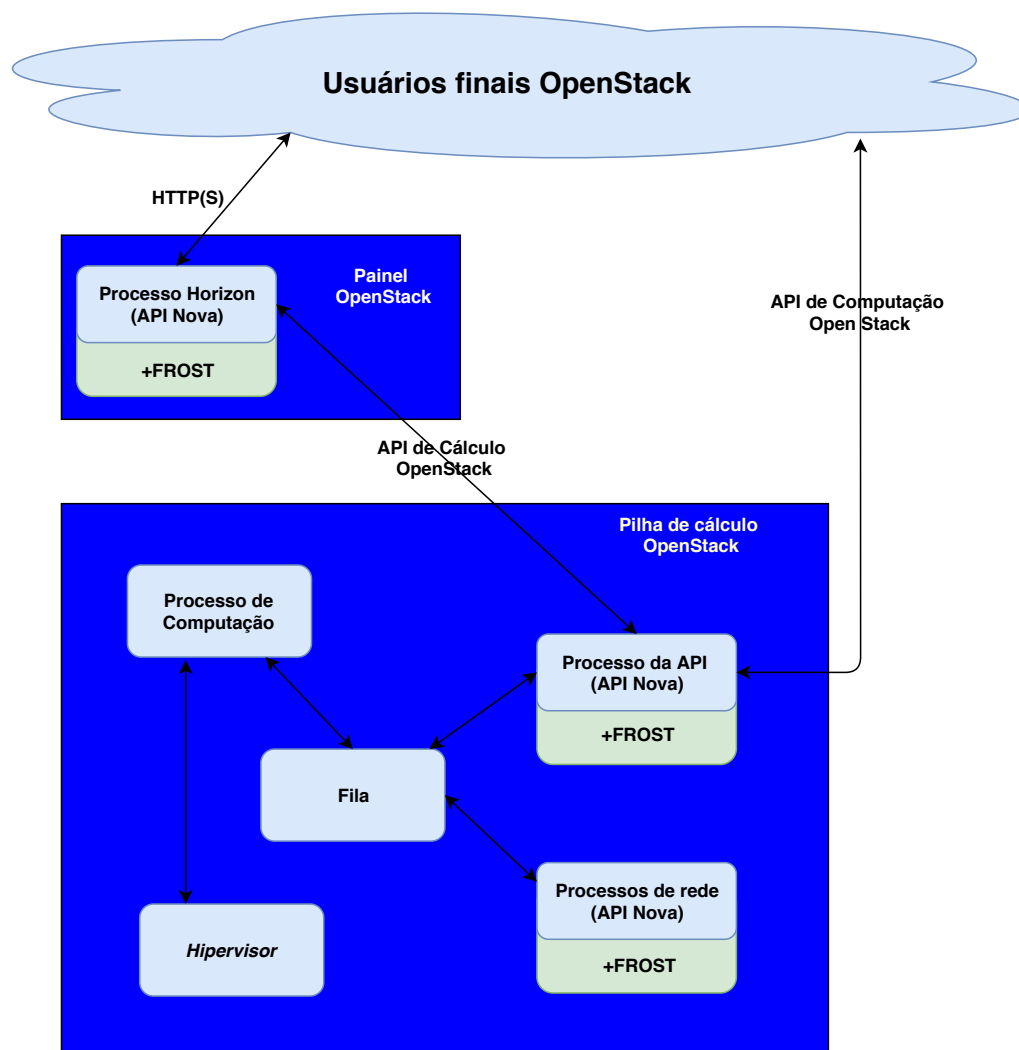 Usuários finais OpenStack
HTTP(S)
Painel
OpenStack
Processo Horizon
(API Nova)
+FROST
API de Computação
Open Stack
API de Cálculo
OpenStack
Pilha de cálculo
OpenStack
Processo de
Computação
Processo da API
(API Nova)
+FROST
Fila
Processos de rede
(API Nova)
+FROST
Hipervisor